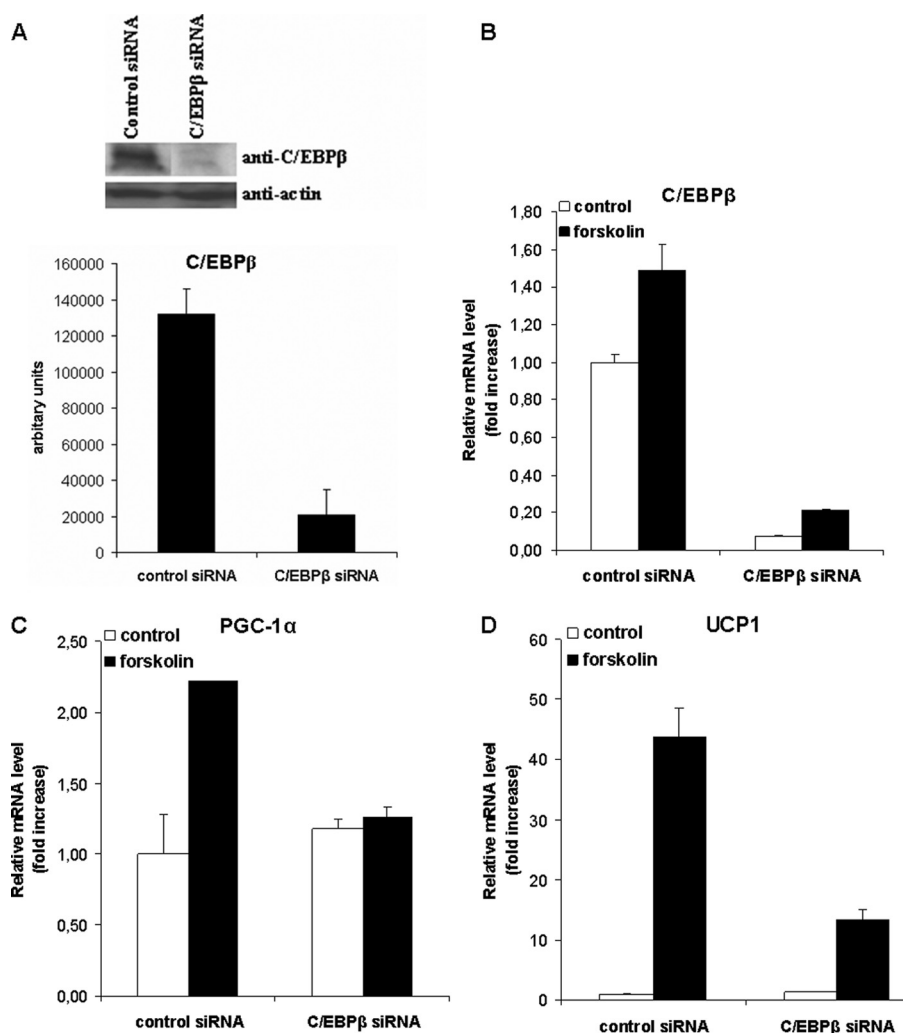 A
Control siRNA
C/EBPβ siRNA
anti-C/EBPβ
anti-actin
C/EBPβ
160000
140000
120000
100000
80000
60000
40000
20000
0
arbitary units
control siRNA
C/EBPβ siRNA
B
C/EBPβ
control
forskolin
1,80
1,60
1,40
1,20
1,00
0,80
0,60
0,40
0,20
0,00
Relative mRNA level
(fold increase)
control siRNA
C/EBPβ siRNA
C
PGC-1α
control
forskolin
2,50
2,00
1,50
1,00
0,50
0,00
Relative mRNA level
(fold increase)
control siRNA
C/EBPβ siRNA
D
UCP1
control
forskolin
60
50
40
30
20
10
0
Relative mRNA level
(fold increase)
control siRNA
C/EBPβ siRNA